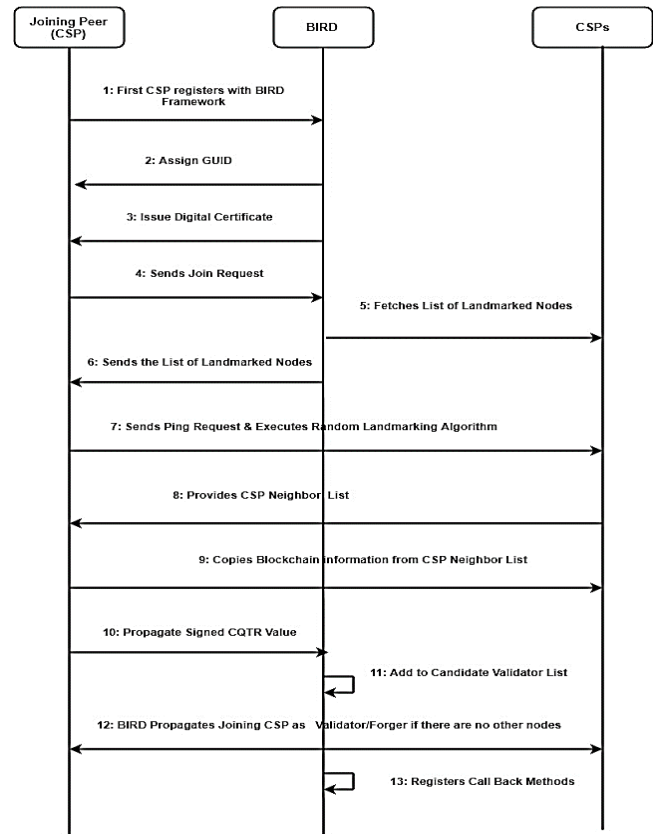 Joining Peer
(CSP)
BIRD
CSPs
1: First CSP registers with BIRD
Framework
2: Assign GUID
3: Issue Digital Certificate
4: Sends Join Request
5: Fetches List of Landmarked Nodes
6: Sends the List of Landmarked Nodes
7: Sends Ping Request & Executes Random Landmarking Algorithm
8: Provides CSP Neighbor List
9: Copies Blockchain information from CSP Neighbor List
10: Propagate Signed CQTR Value
11: Add to Candidate Validator List
12: BIRD Propagates Joining CSP as Validator/Forger if there are no other nodes
13: Registers Call Back Methods